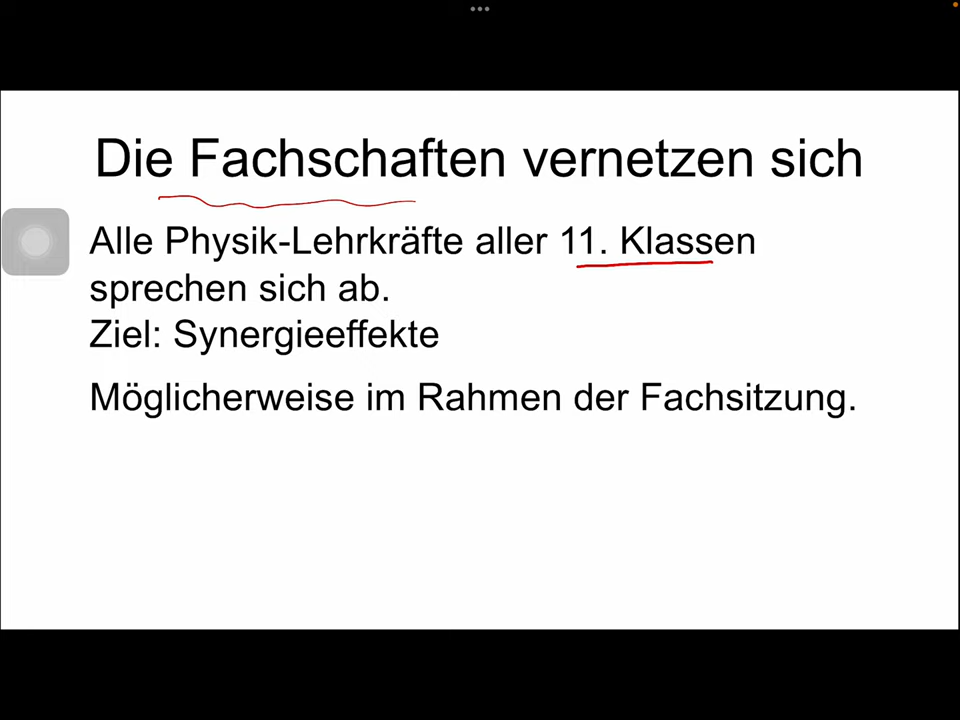 Die Fachschaften vernetzen sich
Alle Physik-Lehrkräfte aller 11. Klassen
sprechen sich ab.
Ziel: Synergieeffekte
Möglicherweise im Rahmen der Fachsitzung.